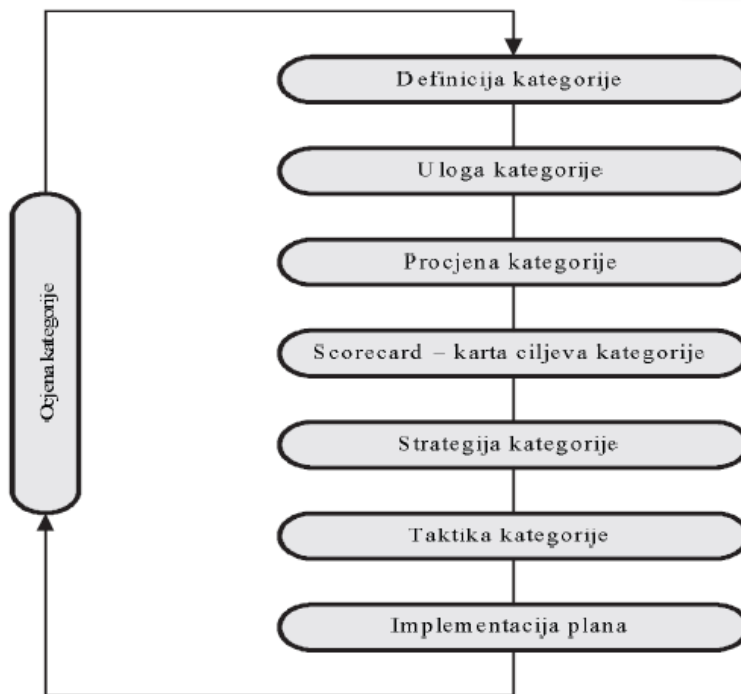 Definicija kategorije
Uloga kategorije
Procjena kategorije
Scorecard – karta ciljeva kategorije
Strategija kategorije
Taktika kategorije
Implementacija plana
Ocjena kategorije